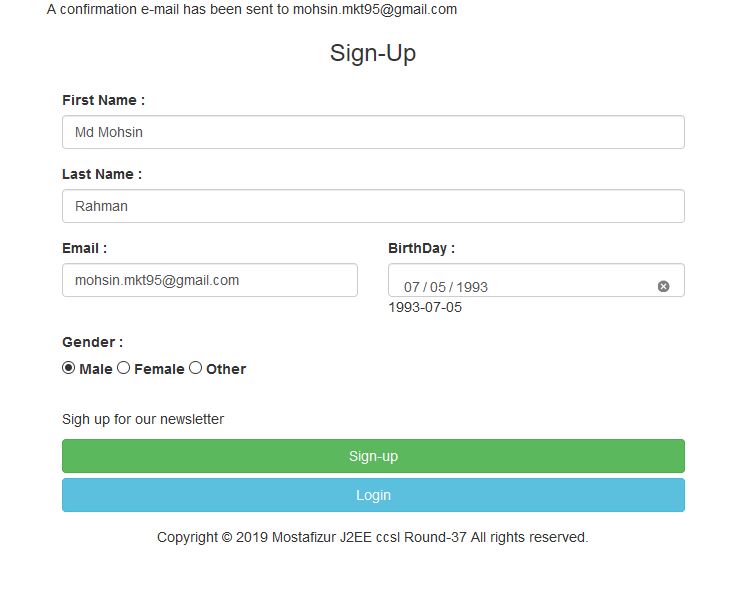 A confirmation e-mail has been sent to mohsin.mkt95@gmail.com
Sign-Up
First Name :
Md Mohsin
Last Name :
Rahman
Email : BirthDay :
mohsin.mkt95@gmail.com 07 / 05 / 1993
1993-07-05
Gender :
Male Female Other
Sigh up for our newsletter
Sign-up
Login
Copyright © 2019 Mostafizur J2EE ccsl Round-37 All rights reserved.